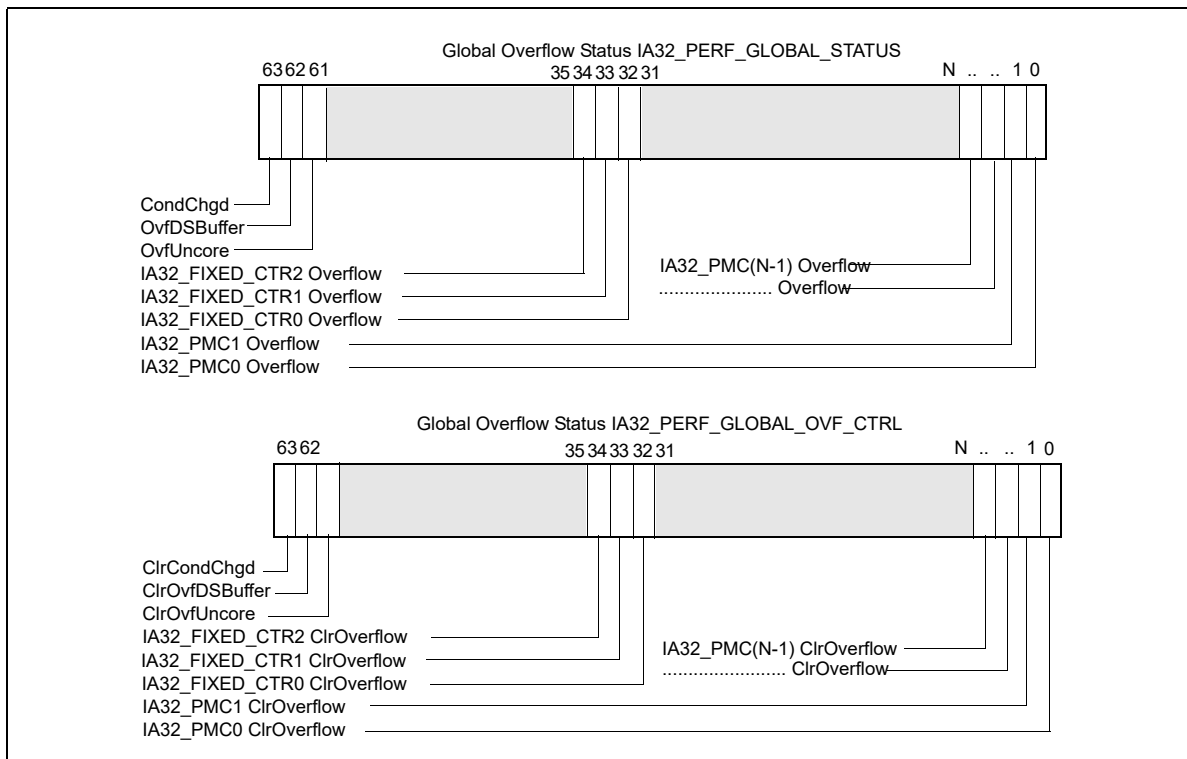 Global Overflow Status IA32_PERF_GLOBAL_STATUS
63 62 61 35 34 33 32 31 N .. .. 1 0
CondChgd
OvfDSBuffer
OvfUncore
IA32_FIXED_CTR2 Overflow
IA32_PMC(N-1) Overflow
IA32_FIXED_CTR1 Overflow
...................... Overflow
IA32_FIXED_CTR0 Overflow
IA32_PMC1 Overflow
IA32_PMC0 Overflow
Global Overflow Status IA32_PERF_GLOBAL_OVF_CTRL
63 62 35 34 33 32 31 N .. .. 1 0
ClrCondChgd
ClrOvfDSBuffer
ClrOvfUncore
IA32_FIXED_CTR2 ClrOverflow
IA32_PMC(N-1) ClrOverflow
IA32_FIXED_CTR1 ClrOverflow
........................ ClrOverflow
IA32_FIXED_CTR0 ClrOverflow
IA32_PMC1 ClrOverflow
IA32_PMC0 ClrOverflow